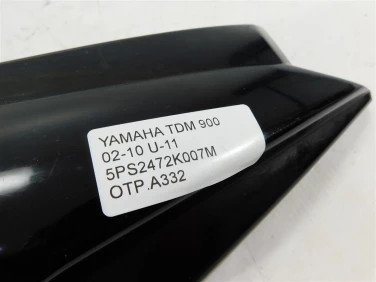 YAMAHA TDM 900
02-10 U-11
5PS2472K007M
OTP.A332